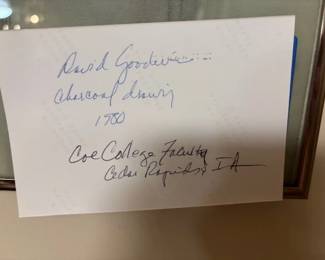 David Goodwin
charcoal drawing
1980
Coe College Faculty
Cedar Rapids, IA